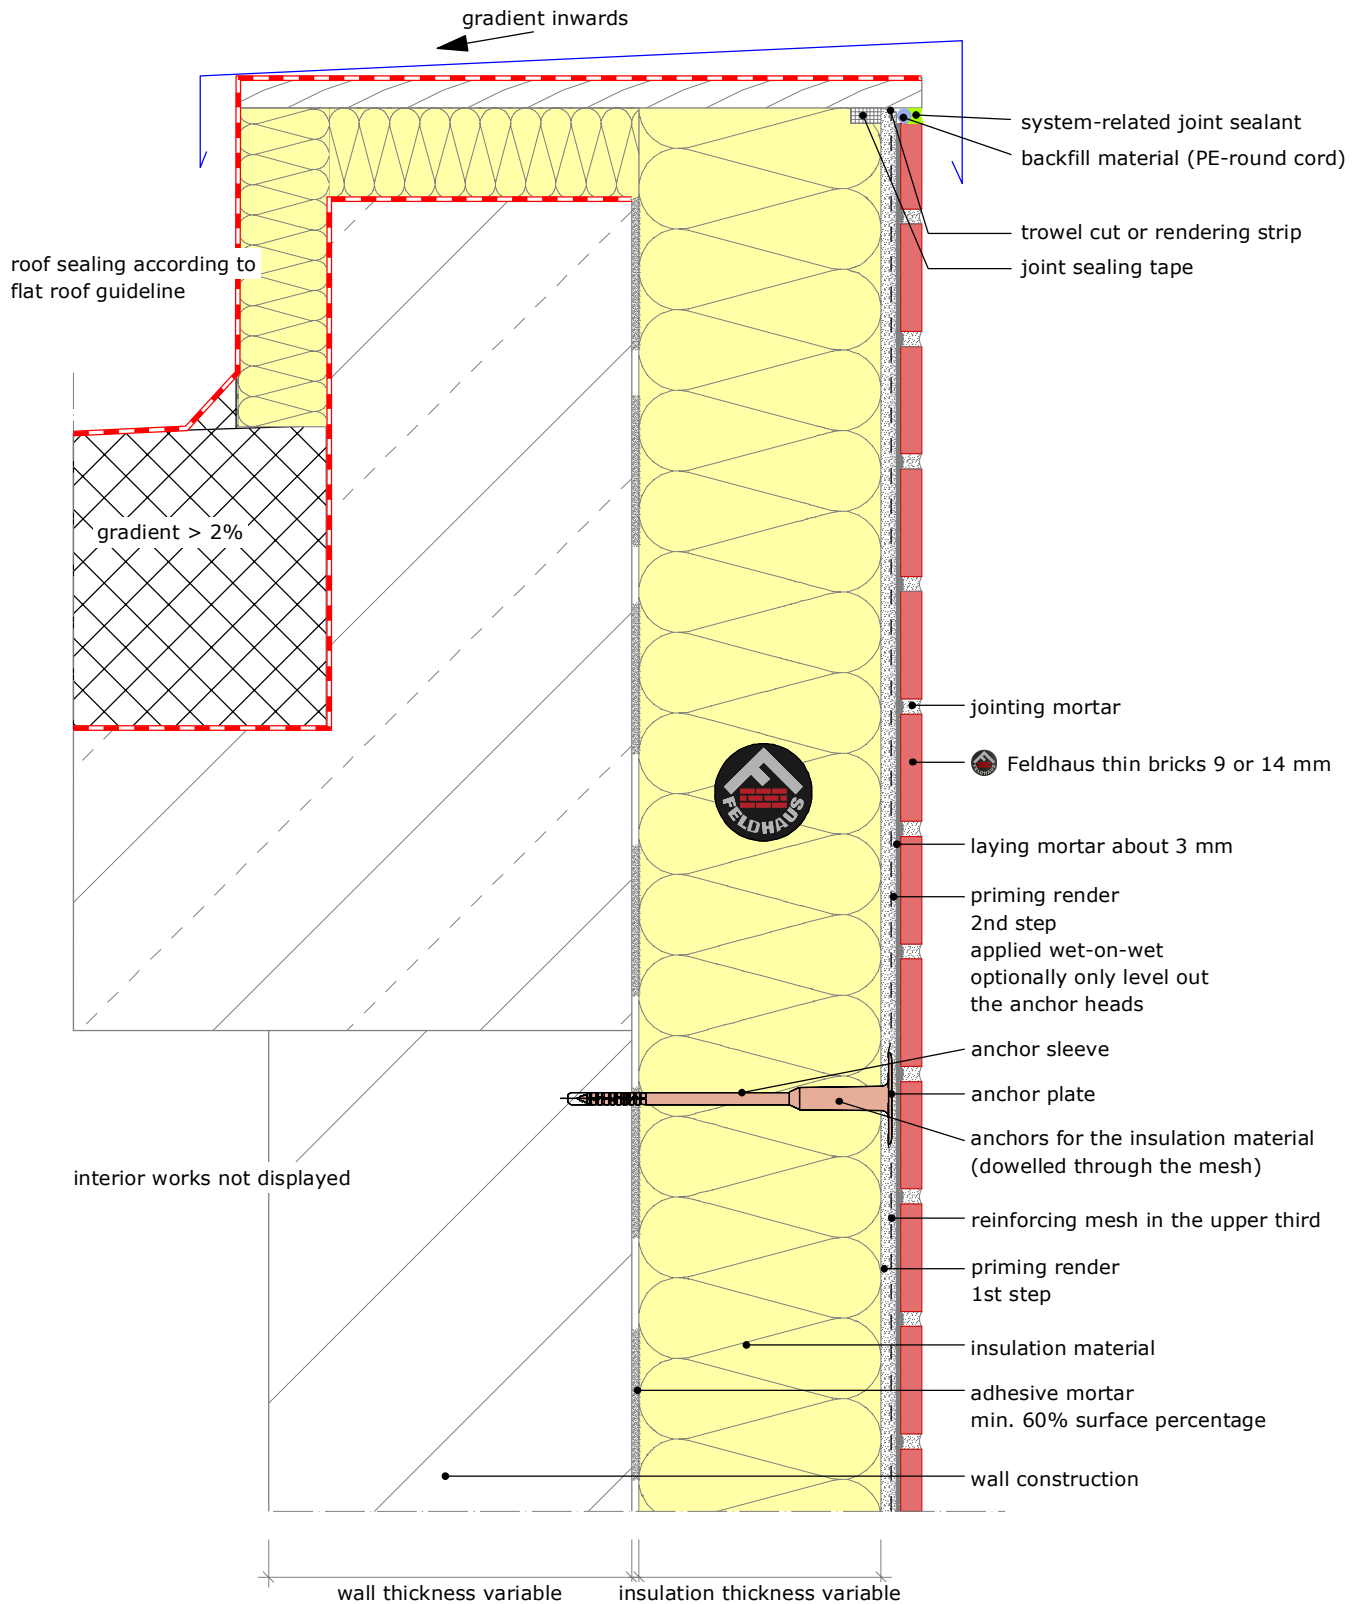 gradient inwards
system-related joint sealant
backfill material (PE-round cord)
trowel cut or rendering strip
joint sealing tape
roof sealing according to
flat roof guideline
gradient > 2%
jointing mortar
Feldhaus thin bricks 9 or 14 mm
FELDHAUS
laying mortar about 3 mm
priming render
2nd step
applied wet-on-wet
optionally only level out
the anchor heads
anchor sleeve
anchor plate
anchors for the insulation material
(dowelled through the mesh)
interior works not displayed
reinforcing mesh in the upper third
priming render
1st step
insulation material
adhesive mortar
min. 60% surface percentage
wall construction
wall thickness variable
insulation thickness variable